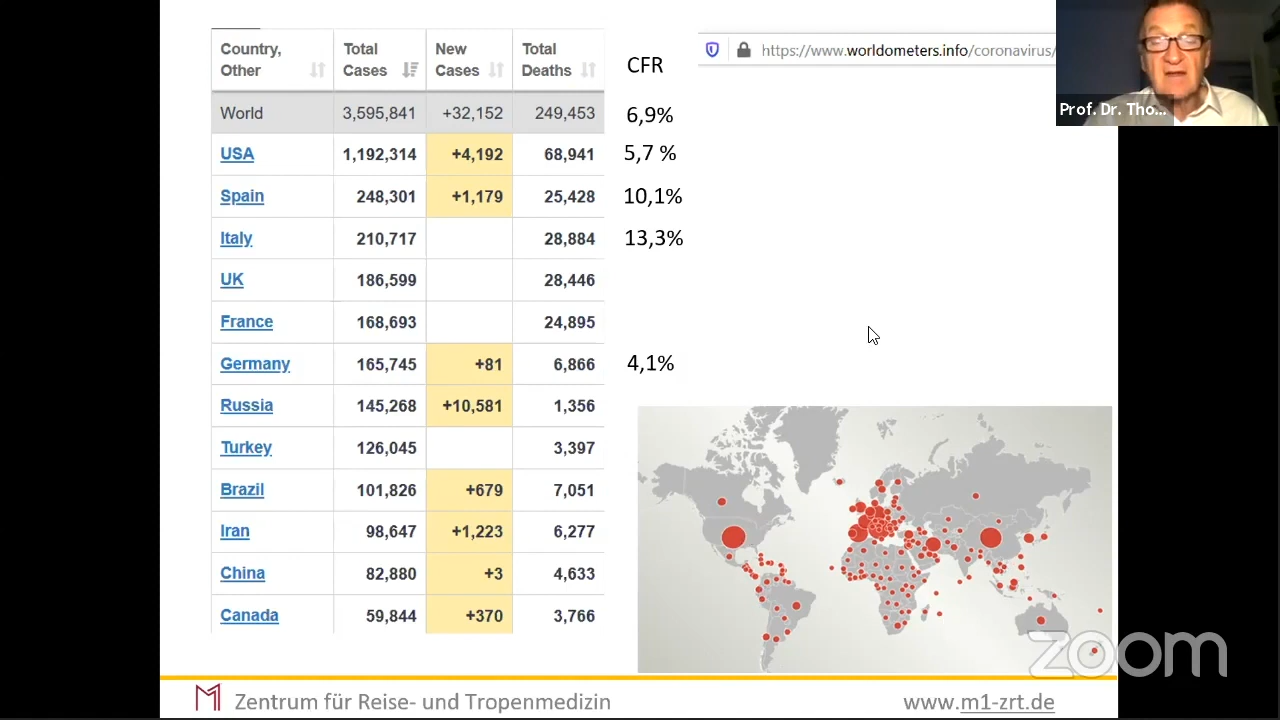 Country, Other Total Cases New Cases Total Deaths CFR
World 3,595,841 +32,152 249,453 6,9%
USA 1,192,314 +4,192 68,941 5,7 %
Spain 248,301 +1,179 25,428 10,1%
Italy 210,717 28,884 13,3%
UK 186,599 28,446
France 168,693 24,895
Germany 165,745 +81 6,866 4,1%
Russia 145,268 +10,581 1,356
Turkey 126,045 3,397
Brazil 101,826 +679 7,051
Iran 98,647 +1,223 6,277
China 82,880 +3 4,633
Canada 59,844 +370 3,766
https://www.worldometers.info/coronavirus/
Prof. Dr. Tho...
zoom
M1 Zentrum für Reise- und Tropenmedizin
www.m1-zrt.de